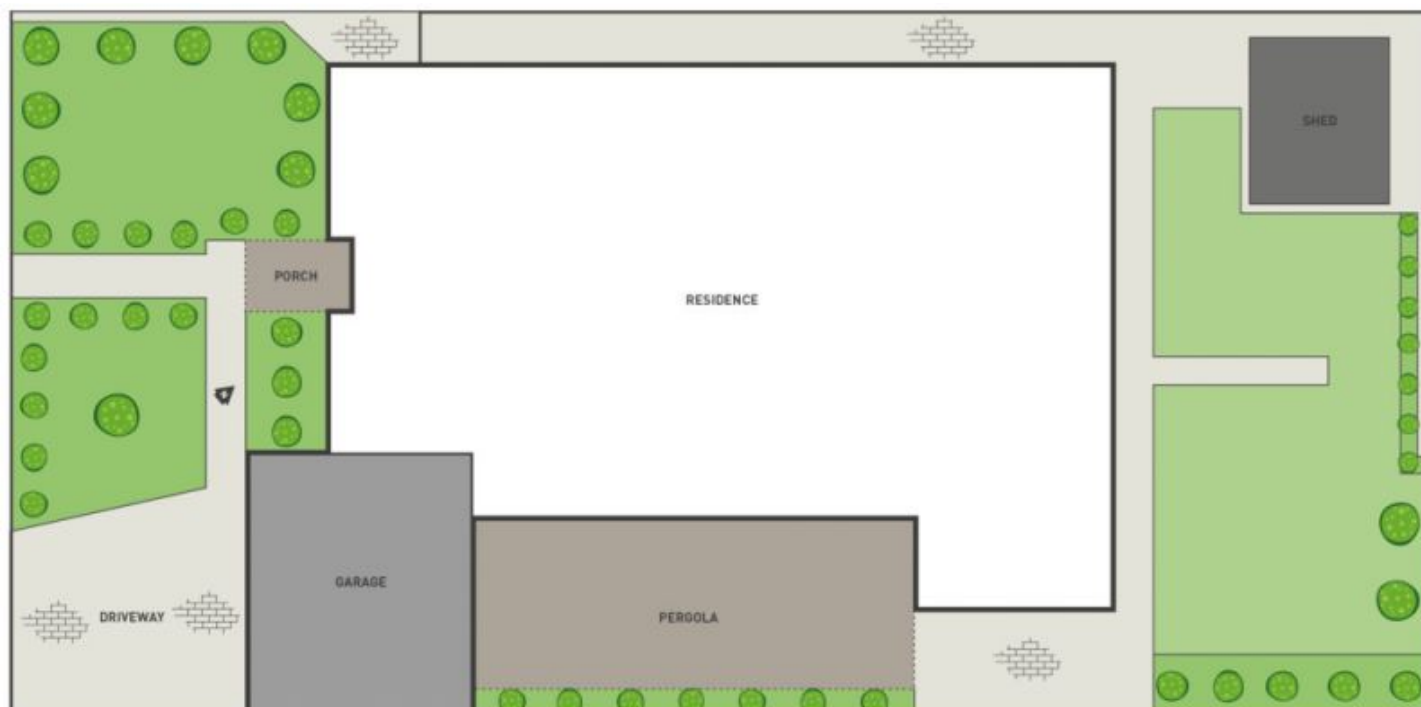 SHED
PORCH
RESIDENCE
GARAGE
DRIVEWAY
PERGOLA